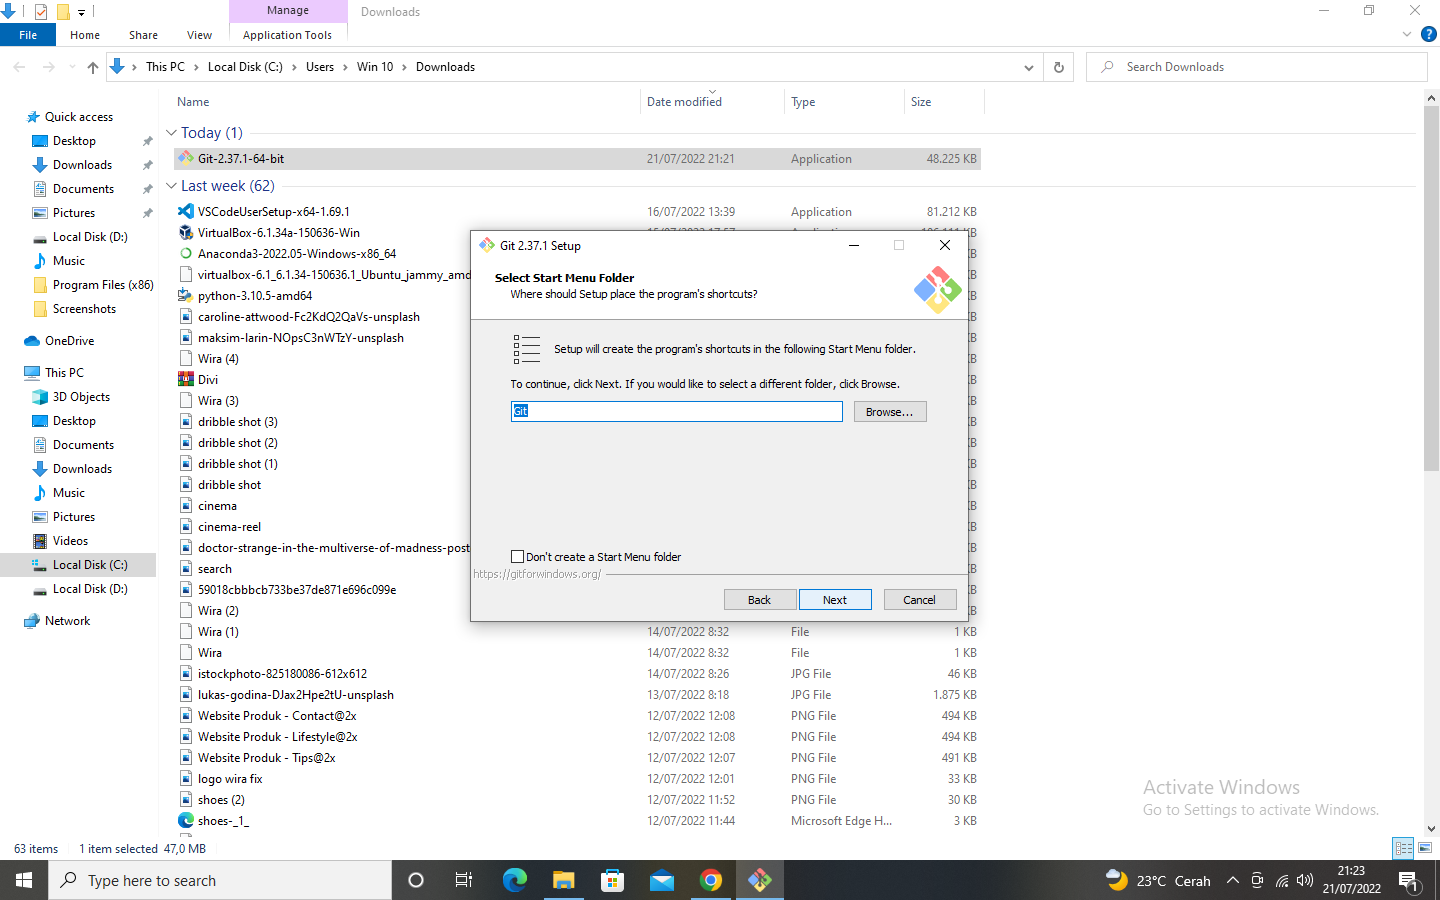 Manage
Downloads
File
Home
Share
View
Application Tools
This PC
Local Disk (C:)
Users
Win 10
Downloads
Search Downloads
Name
Date modified
Type
Size
Quick access
Desktop
Downloads
Documents
Pictures
Local Disk (D:)
Music
Program Files (x86)
Screenshots
OneDrive
This PC
3D Objects
Desktop
Documents
Downloads
Music
Pictures
Videos
Local Disk (C:)
Local Disk (D:)
Network
Today (1)
Git-2.37.1-64-bit 21/07/2022 21:21 Application 48.225 KB
Last week (62)
VSCodeUserSetup-x64-1.69.1 16/07/2022 13:39 Application 81.212 KB
VirtualBox-6.1.34a-150636-Win
Anaconda3-2022.05-Windows-x86_64
virtualbox-6.1_6.1.34-150636.1_Ubuntu_jammy_amd
python-3.10.5-amd64
caroline-attwood-Fc2KdQ2QaVs-unsplash
maksim-larin-NOpsC3nWTzY-unsplash
Wira (4)
Divi
Wira (3)
dribble shot (3)
dribble shot (2)
dribble shot (1)
dribble shot
cinema
cinema-reel
doctor-strange-in-the-multiverse-of-madness-post
search
59018cbbbcb733be37de871e696c099e
Wira (2)
Wira (1) 14/07/2022 8:32 File 1 KB
Wira 14/07/2022 8:32 File 1 KB
istockphoto-825180086-612x612 14/07/2022 8:26 JPG File 46 KB
lukas-godina-DJax2Hpe2tU-unsplash 13/07/2022 8:18 JPG File 1.875 KB
Website Produk - Contact@2x 12/07/2022 12:08 PNG File 494 KB
Website Produk - Lifestyle@2x 12/07/2022 12:08 PNG File 494 KB
Website Produk - Tips@2x 12/07/2022 12:07 PNG File 491 KB
logo wira fix 12/07/2022 12:01 PNG File 33 KB
shoes (2) 12/07/2022 11:52 PNG File 30 KB
shoes-_1_ 12/07/2022 11:44 Microsoft Edge H... 3 KB
Git 2.37.1 Setup
Select Start Menu Folder
Where should Setup place the program's shortcuts?
Setup will create the program's shortcuts in the following Start Menu folder.
To continue, click Next. If you would like to select a different folder, click Browse.
Git
Browse...
Don't create a Start Menu folder
https://gitforwindows.org/
Back
Next
Cancel
Activate Windows
Go to Settings to activate Windows.
63 items
1 item selected 47,0 MB
Type here to search
23°C Cerah
21:23
21/07/2022
1